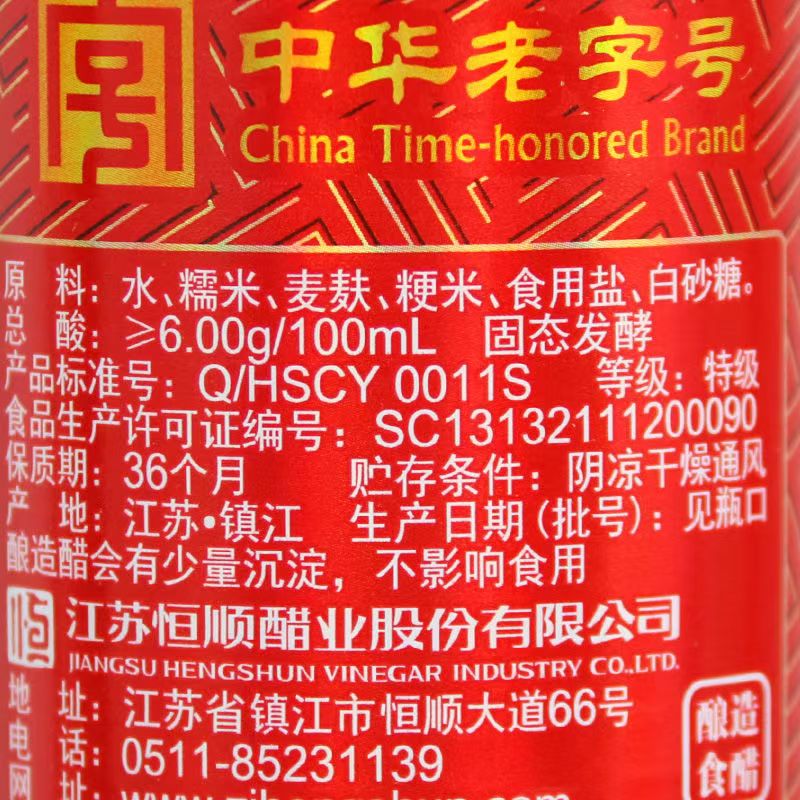 中华老字号
China Time-honored Brand
原 料：水、糯米、麦麸、粳米、食用盐、白砂糖。
总 酸：≥6.00g/100mL 固态发酵
产品标准号：Q/HSCY 0011S 等级：特级
食品生产许可证编号：SC13132111200090
保质期：36个月 贮存条件：阴凉干燥通风
产 地：江苏•镇江 生产日期(批号)：见瓶口
酿造醋会有少量沉淀，不影响食用
江苏恒顺醋业股份有限公司
JIANGSU HENGSHUN VINEGAR INDUSTRY CO.,LTD.
地 址：江苏省镇江市恒顺大道66号
电 话：0511-85231139
网 址：
酿造
食醋